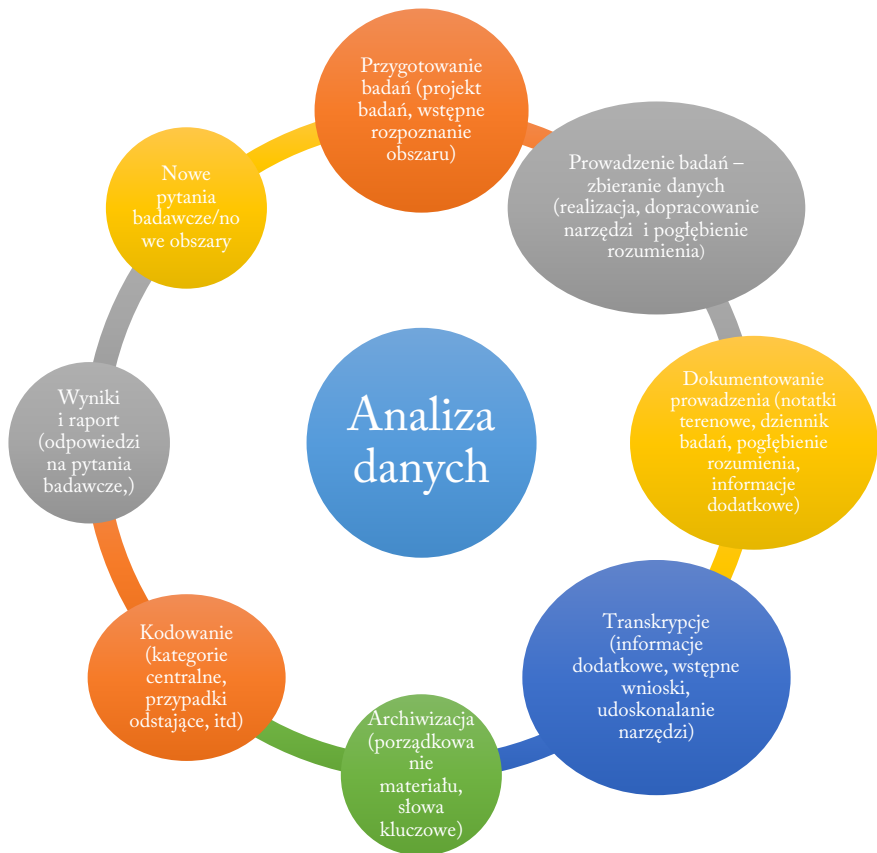 Przygotowanie
badań (projekt
badań, wstępne
rozpoznanie
obszaru)
Prowadzenie badań –
zbieranie danych
(realizacja, dopracowanie
narzędzi i pogłębienie
rozumienia)
Dokumentowanie
prowadzenia (notatki
terenowe, dziennik
badań, pogłębienie
rozumienia,
informacje
dodatkowe)
Transkrypcje
(informacje
dodatkowe, wstępne
wnioski,
udoskonalanie
narzędzi)
Archiwizacja
(porządkowa
nie
materiału,
słowa
kluczowe)
Kodowanie
(kategorie
centralne,
przypadki
odstające, itd)
Wyniki
i raport
(odpowiedzi
na pytania
badawcze,)
Nowe
pytania
badawcze/no
we obszary
Analiza
danych